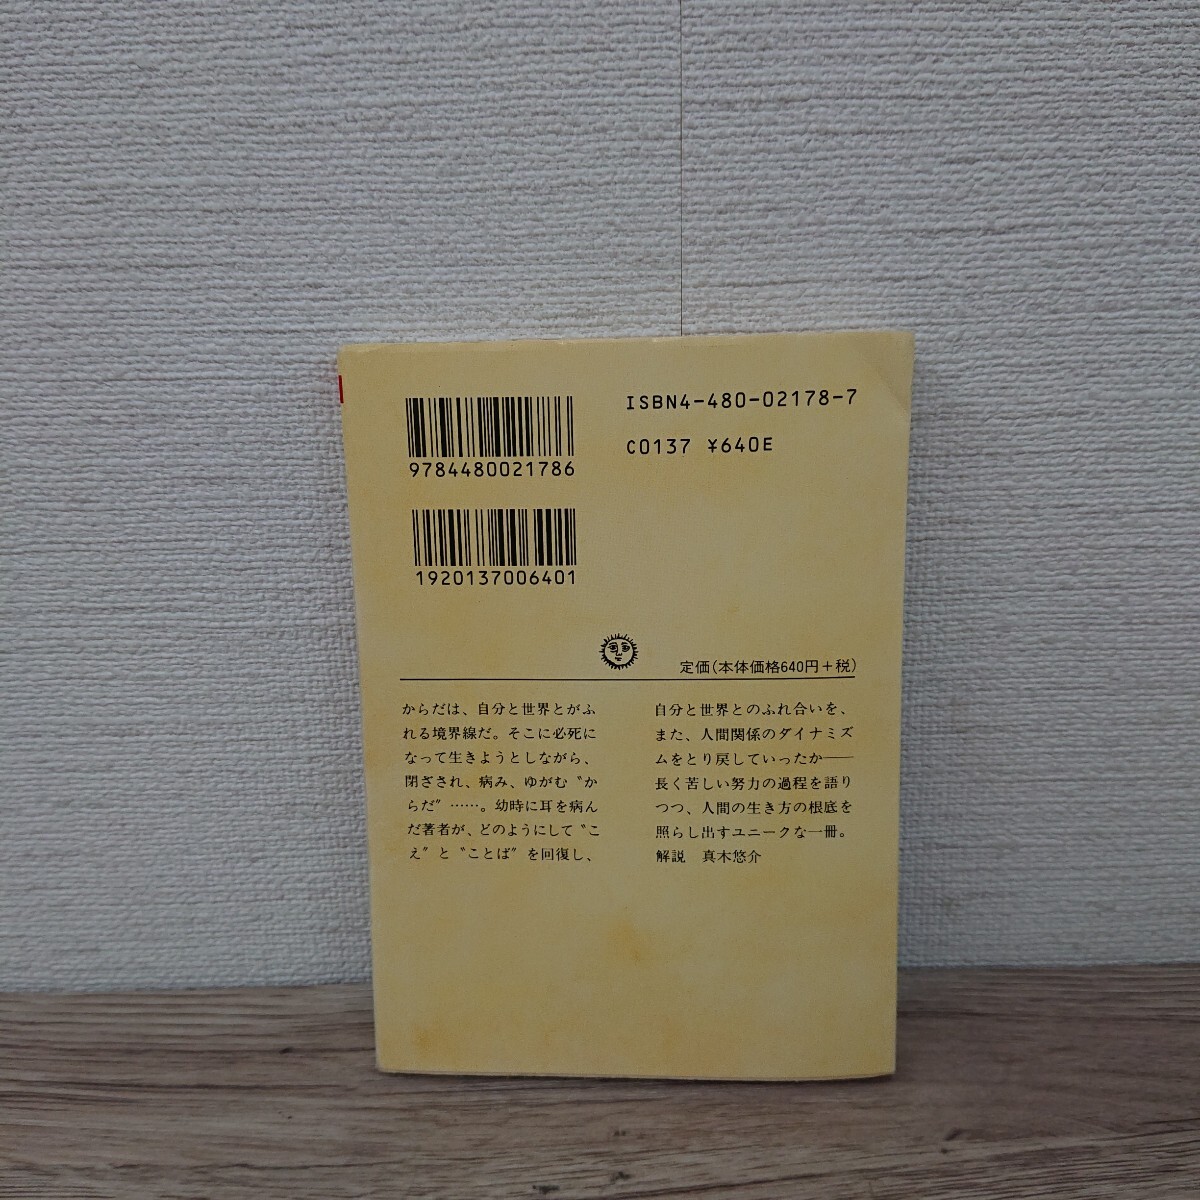 ISBN4-480-02178-7
9784480021786
C0137 ¥640E
1920137006401
定価(本体価格640円+税)
からだは、自分と世界とがふ
れる境界線だ。そこに必死に
なって生きようとしながら、
閉ざされ、病み、ゆがむ〝か
らだ〟……。幼時に耳を病ん
だ著者が、どのようにして〝こ
え〟と〝ことば〟を回復し、
自分と世界とのふれ合いを、
また、人間関係のダイナミズ
ムをとり戻していったか──
長く苦しい努力の過程を語り
つつ、人間の生き方の根底を
照らし出すユニークな一冊。
解説 真木悠介